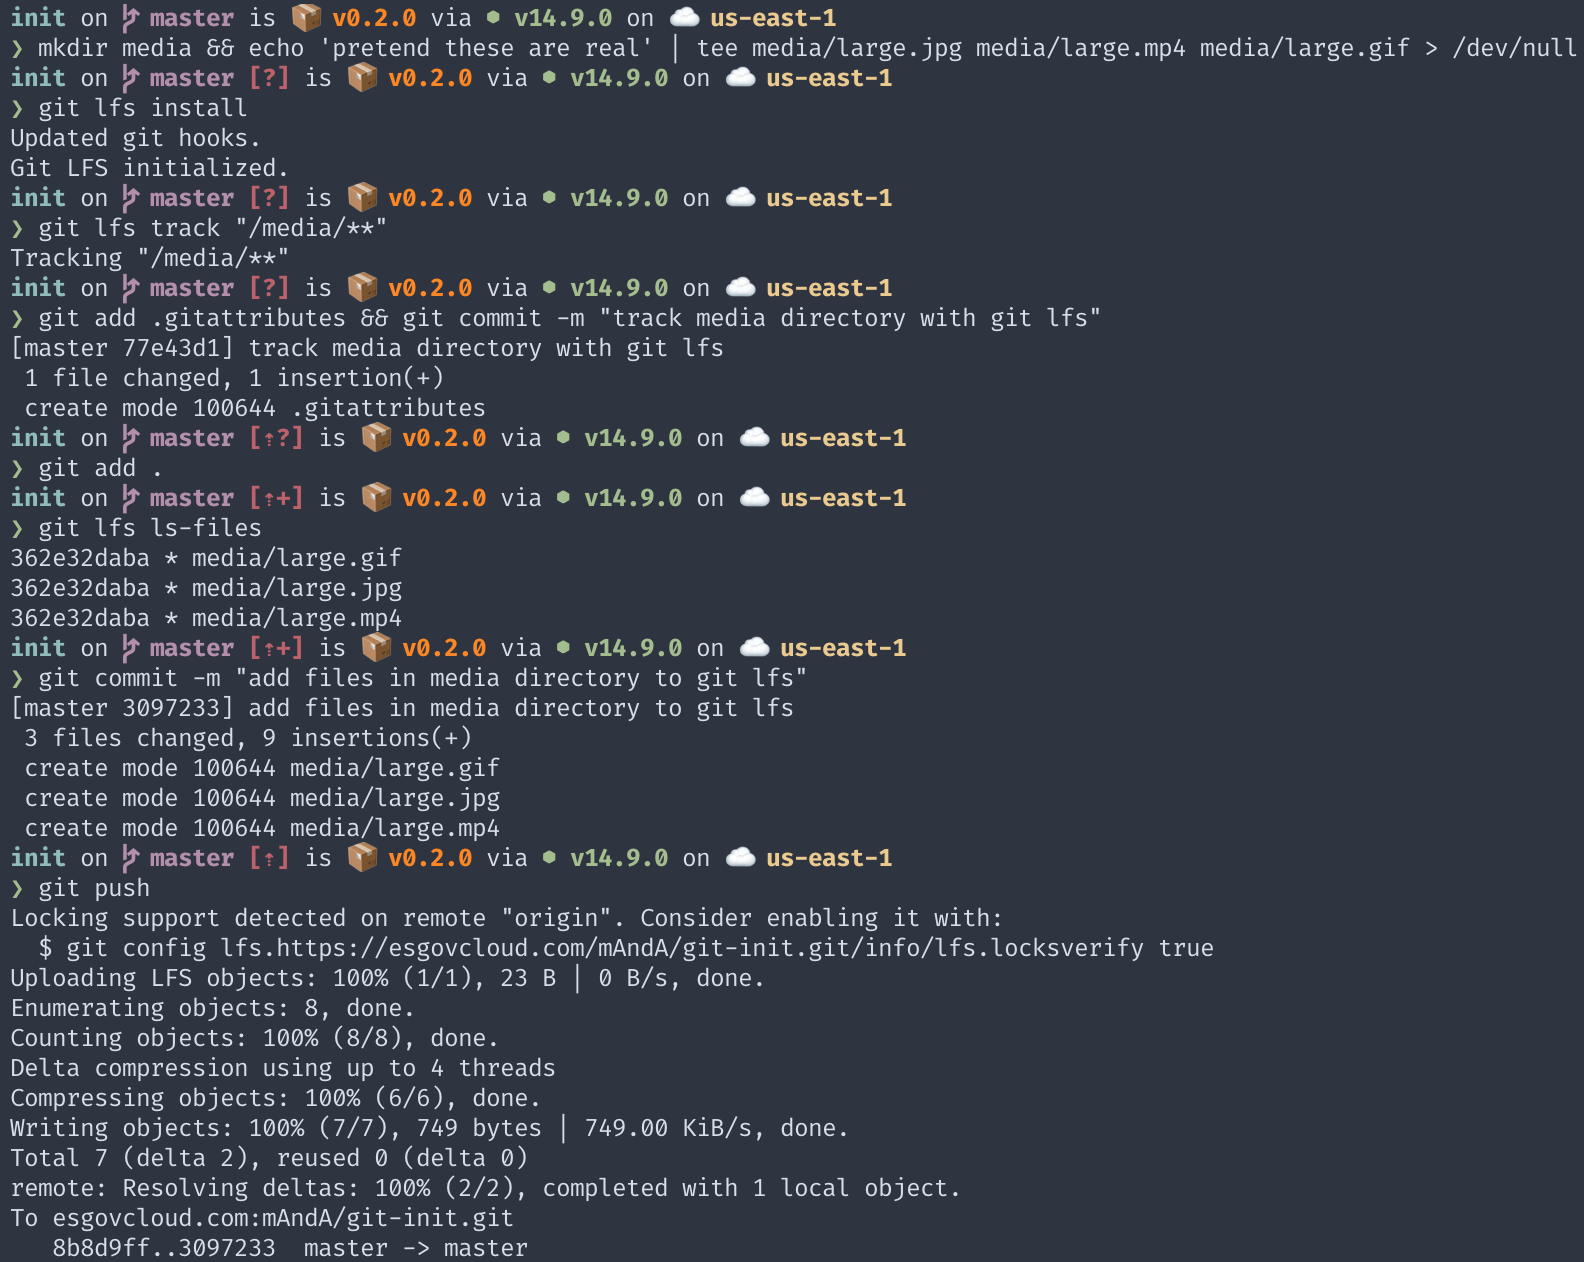 init on master is 📦 v0.2.0 via ⬢ v14.9.0 on ☁️ us-east-1
❯ mkdir media && echo 'pretend these are real' | tee media/large.jpg media/large.mp4 media/large.gif > /dev/null
init on master [?] is 📦 v0.2.0 via ⬢ v14.9.0 on ☁️ us-east-1
❯ git lfs install
Updated git hooks.
Git LFS initialized.
init on master [?] is 📦 v0.2.0 via ⬢ v14.9.0 on ☁️ us-east-1
❯ git lfs track "/media/**"
Tracking "/media/**"
init on master [?] is 📦 v0.2.0 via ⬢ v14.9.0 on ☁️ us-east-1
❯ git add .gitattributes && git commit -m "track media directory with git lfs"
[master 77e43d1] track media directory with git lfs
 1 file changed, 1 insertion(+)
 create mode 100644 .gitattributes
init on master [⇡?] is 📦 v0.2.0 via ⬢ v14.9.0 on ☁️ us-east-1
❯ git add .
init on master [⇡+] is 📦 v0.2.0 via ⬢ v14.9.0 on ☁️ us-east-1
❯ git lfs ls-files
362e32daba * media/large.gif
362e32daba * media/large.jpg
362e32daba * media/large.mp4
init on master [⇡+] is 📦 v0.2.0 via ⬢ v14.9.0 on ☁️ us-east-1
❯ git commit -m "add files in media directory to git lfs"
[master 3097233] add files in media directory to git lfs
 3 files changed, 9 insertions(+)
 create mode 100644 media/large.gif
 create mode 100644 media/large.jpg
 create mode 100644 media/large.mp4
init on master [⇡] is 📦 v0.2.0 via ⬢ v14.9.0 on ☁️ us-east-1
❯ git push
Locking support detected on remote "origin". Consider enabling it with:
  $ git config lfs.https://esgovcloud.com/mAndA/git-init.git/info/lfs.locksverify true
Uploading LFS objects: 100% (1/1), 23 B | 0 B/s, done.
Enumerating objects: 8, done.
Counting objects: 100% (8/8), done.
Delta compression using up to 4 threads
Compressing objects: 100% (6/6), done.
Writing objects: 100% (7/7), 749 bytes | 749.00 KiB/s, done.
Total 7 (delta 2), reused 0 (delta 0)
remote: Resolving deltas: 100% (2/2), completed with 1 local object.
To esgovcloud.com:mAndA/git-init.git
   8b8d9ff..3097233  master -> master